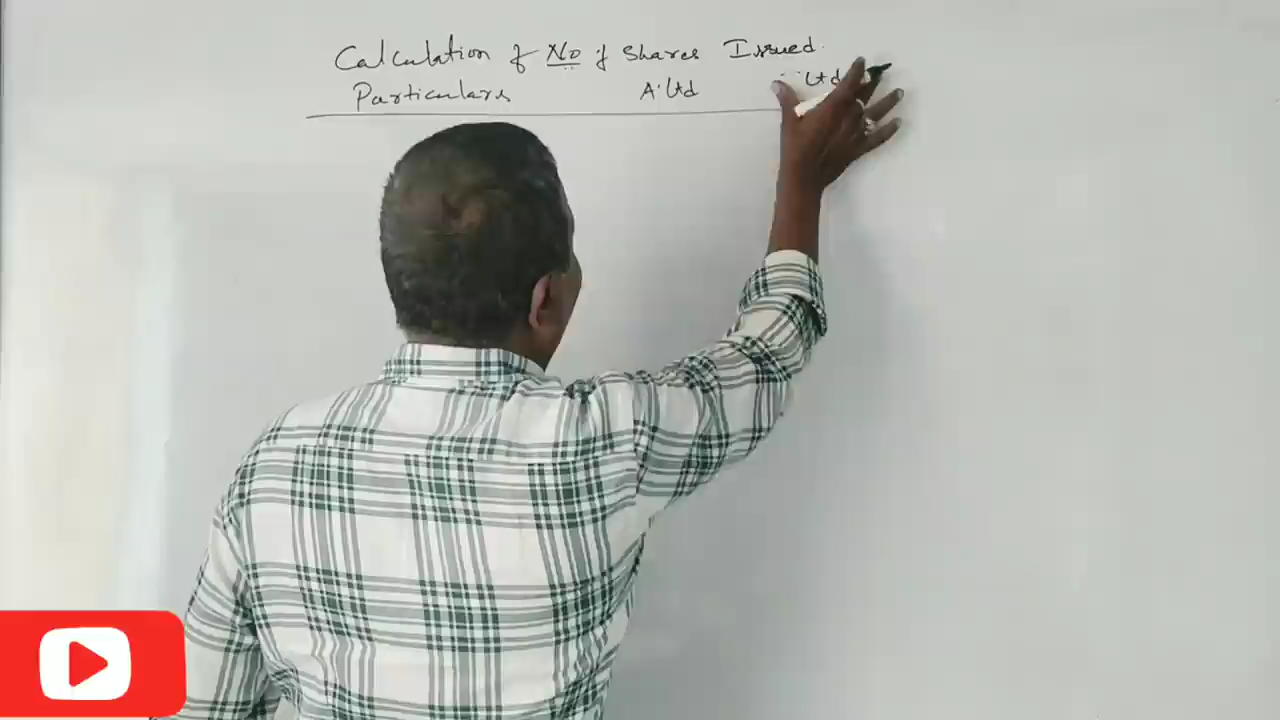 Calculation of No of Shares Issued.
Particulars A.Ltd Ltd